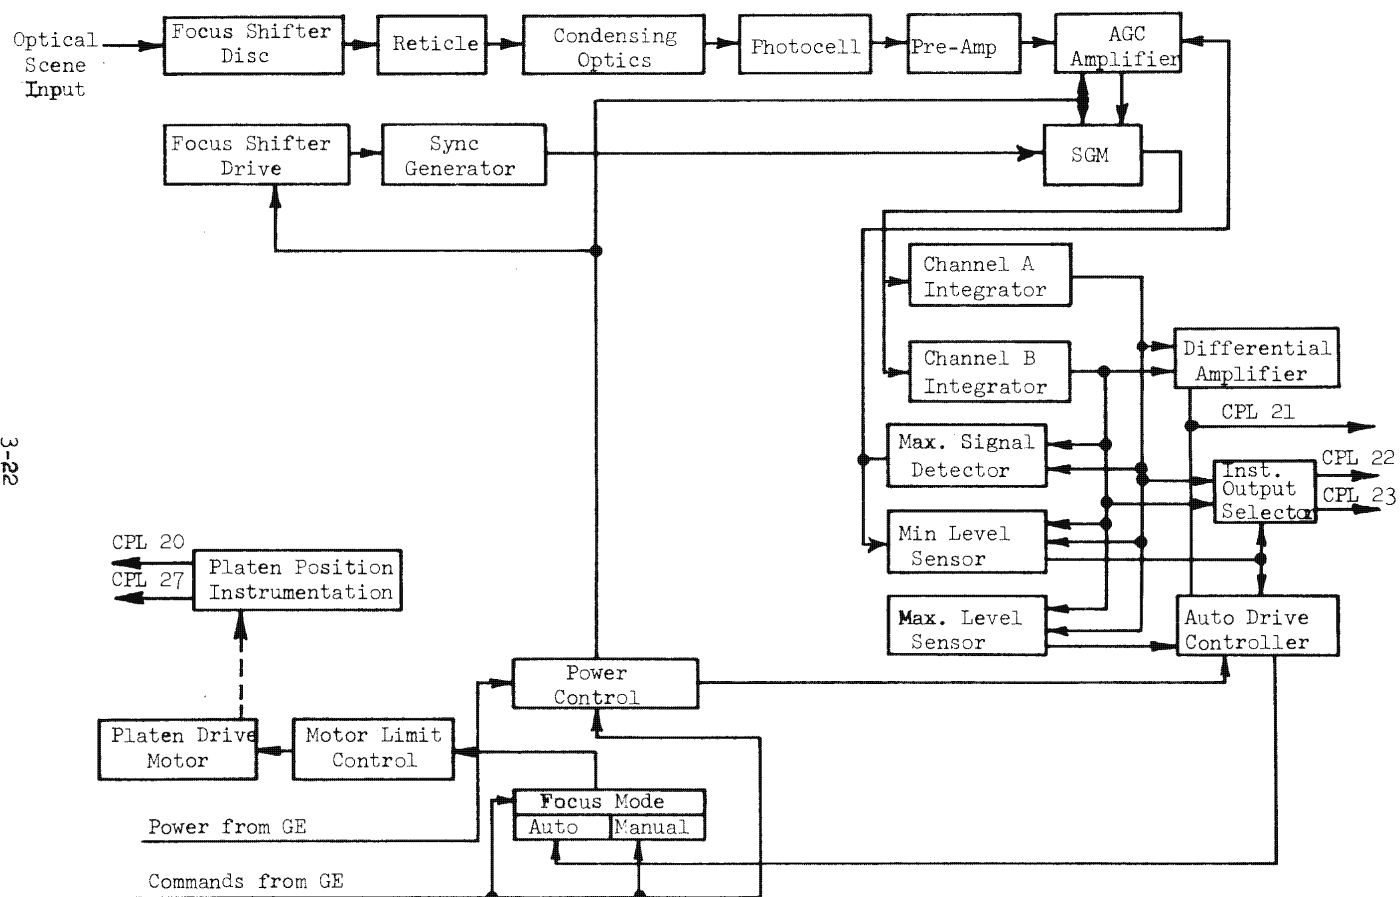 Optical
Scene
Input
Focus Shifter
Disc
Reticle
Condensing
Optics
Photocell
Pre-Amp
AGC
Amplifier
Focus Shifter
Drive
Sync
Generator
SGM
Channel A
Integrator
Channel B
Integrator
Differential
Amplifier
CPL 21
Max. Signal
Detector
Inst.
Output
Selector
CPL 22
CPL 23
Min Level
Sensor
Max. Level
Sensor
Auto Drive
Controller
3-22
CPL 20
CPL 27
Platen Position
Instrumentation
Power
Control
Platen Drive
Motor
Motor Limit
Control
Focus Mode
Auto
Manual
Power from GE
Commands from GE